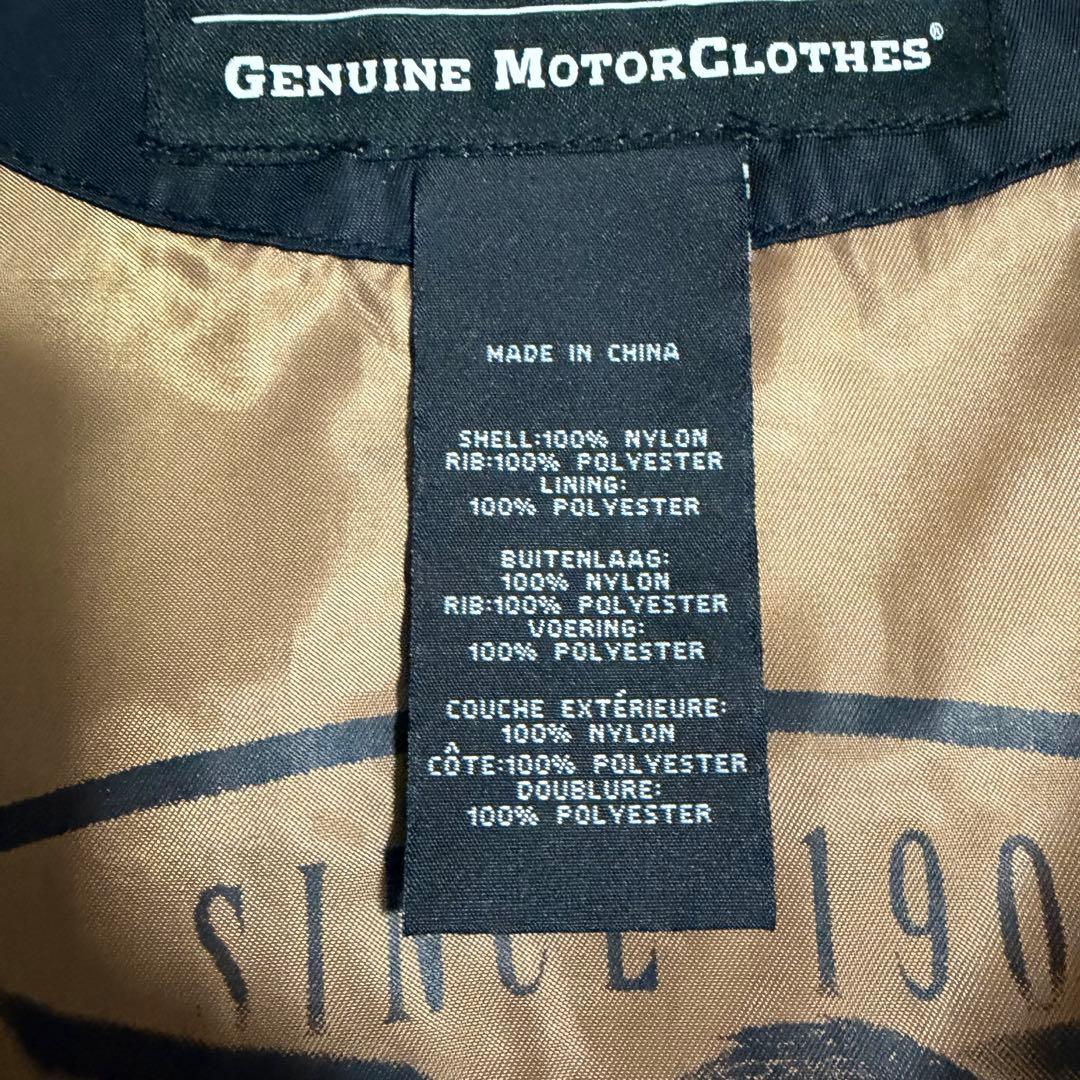 GENUINE MOTORCLOTHES®
MADE IN CHINA
SHELL:100% NYLON
RIB:100% POLYESTER
LINING:
100% POLYESTER
BUITENLAAG:
100% NYLON
RIB:100% POLYESTER
VOERING:
100% POLYESTER
COUCHE EXTÉRIEURE:
100% NYLON
CÔTE:100% POLYESTER
DOUBLURE:
100% POLYESTER
SINCE 190